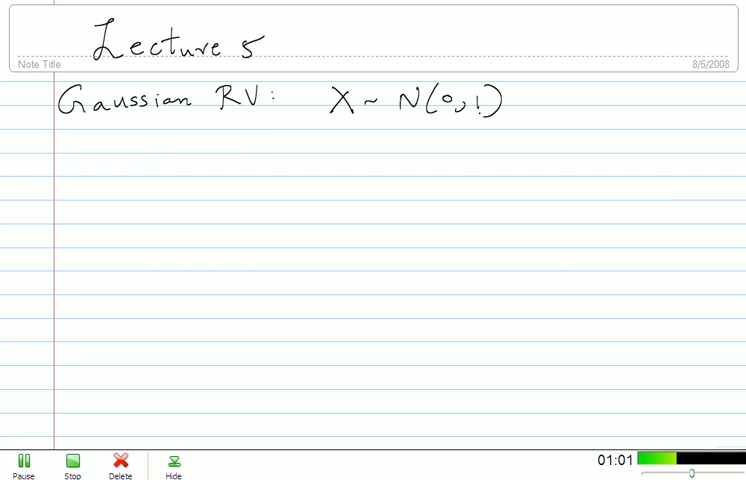 Lecture 5
Note Title
8/5/2008
Gaussian RV: X ~ N(0, 1)
Pause
Stop
Delete
Hide
01:01